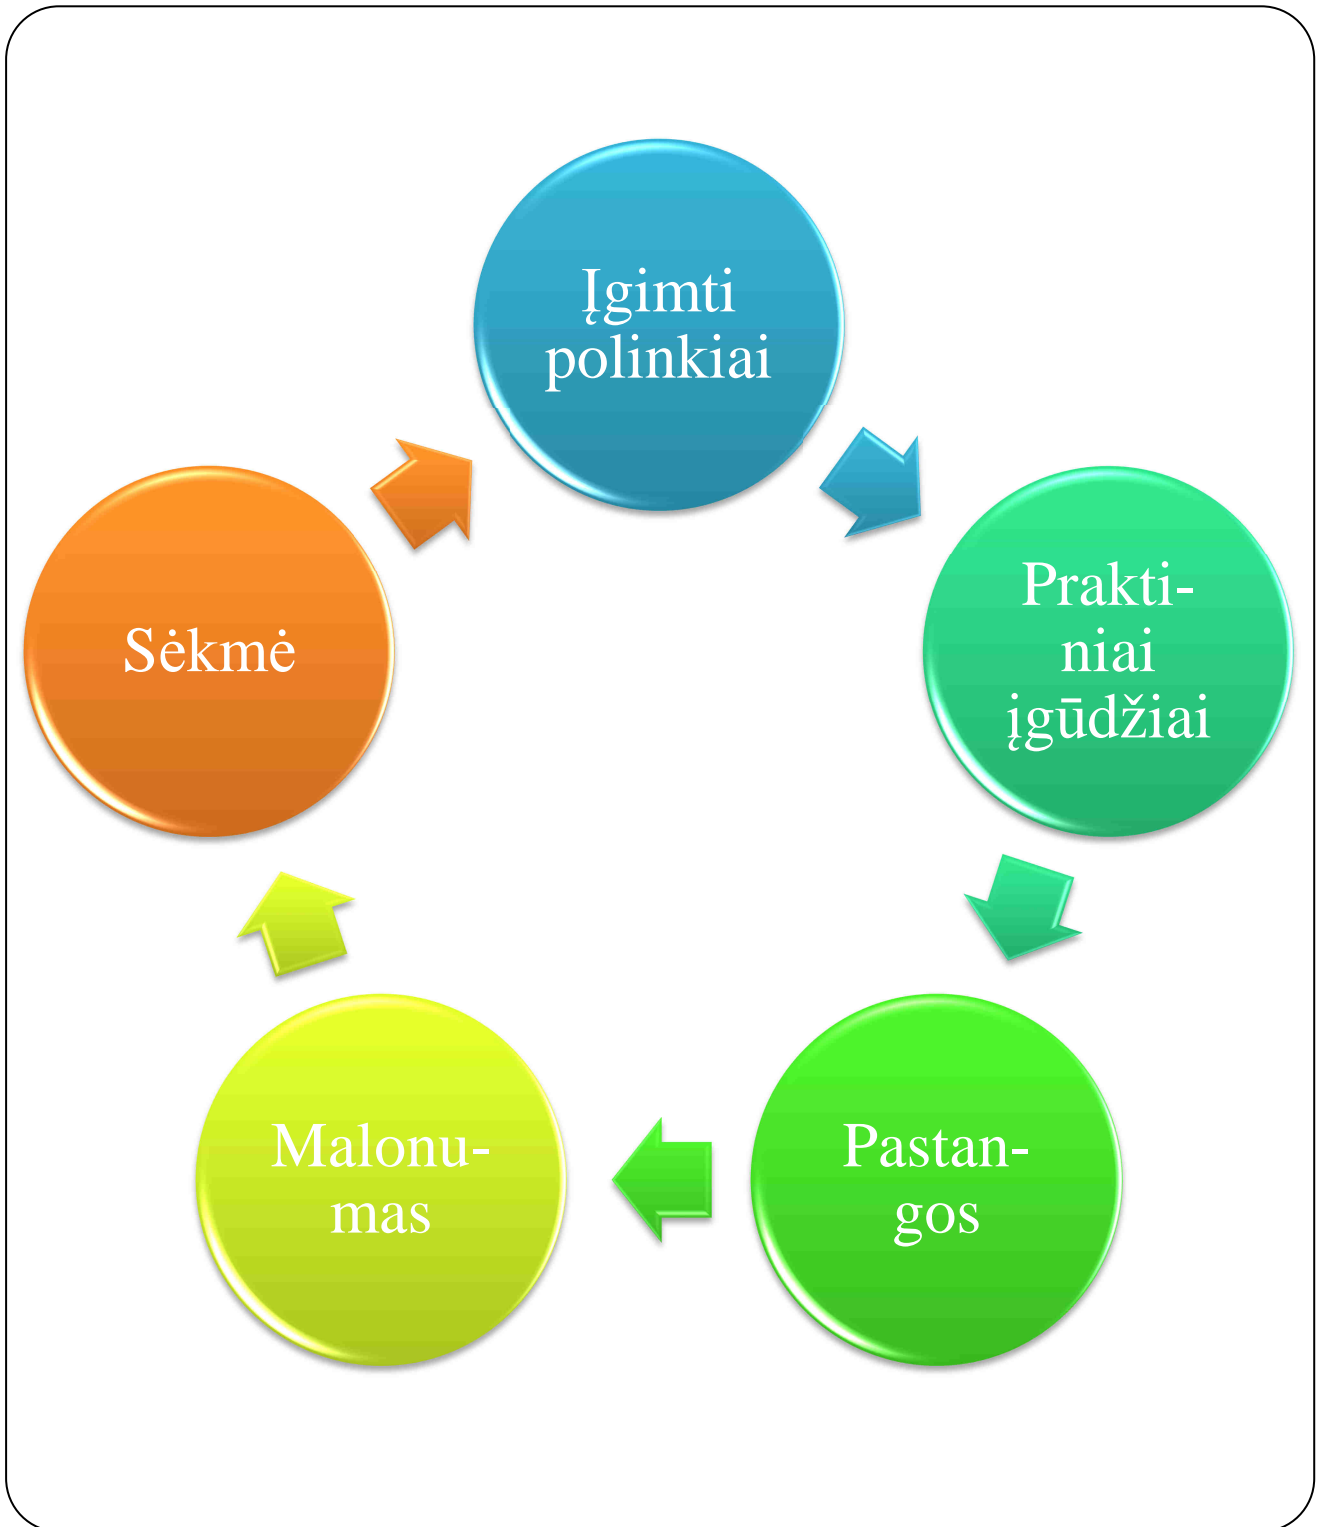 Įgimti
polinkiai
Prakti-
niai
įgūdžiai
Pastan-
gos
Malonu-
mas
Sėkmė